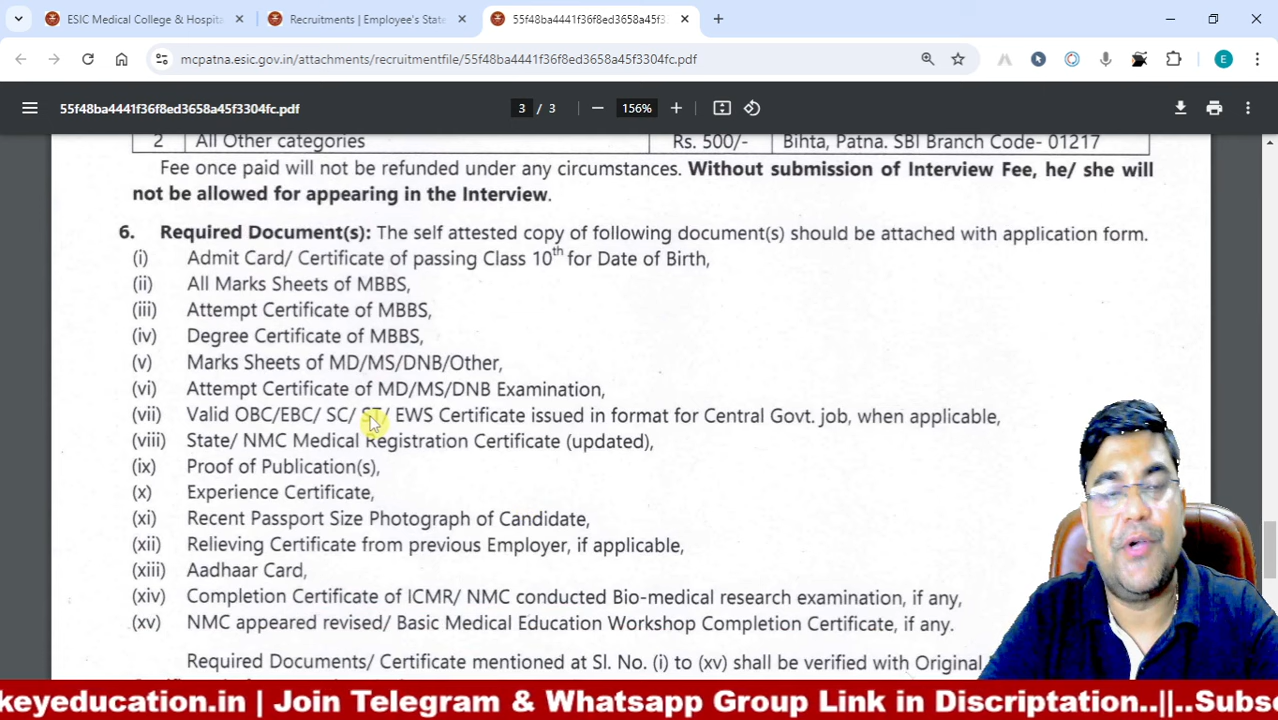 ESIC Medical College & Hospita
Recruitments | Employee's State
55f48ba4441f36f8ed3658a45f3
mcpatna.esic.gov.in/attachments/recruitmentfile/55f48ba4441f36f8ed3658a45f3304fc.pdf
E
55f48ba4441f36f8ed3658a45f3304fc.pdf
3 / 3
156%
2 All Other categories Rs. 500/- Bihta, Patna. SBI Branch Code- 01217
Fee once paid will not be refunded under any circumstances. Without submission of Interview Fee, he/ she will
not be allowed for appearing in the Interview.
6. Required Document(s): The self attested copy of following document(s) should be attached with application form.
(i) Admit Card/ Certificate of passing Class 10th for Date of Birth,
(ii) All Marks Sheets of MBBS,
(iii) Attempt Certificate of MBBS,
(iv) Degree Certificate of MBBS,
(v) Marks Sheets of MD/MS/DNB/Other,
(vi) Attempt Certificate of MD/MS/DNB Examination,
(vii) Valid OBC/EBC/ SC/ ST/ EWS Certificate issued in format for Central Govt. job, when applicable,
(viii) State/ NMC Medical Registration Certificate (updated),
(ix) Proof of Publication(s),
(x) Experience Certificate,
(xi) Recent Passport Size Photograph of Candidate,
(xii) Relieving Certificate from previous Employer, if applicable,
(xiii) Aadhaar Card,
(xiv) Completion Certificate of ICMR/ NMC conducted Bio-medical research examination, if any,
(xv) NMC appeared revised/ Basic Medical Education Workshop Completion Certificate, if any.
Required Documents/ Certificate mentioned at Sl. No. (i) to (xv) shall be verified with Original
keyeducation.in | Join Telegram & Whatsapp Group Link in Discription..||..Subsc